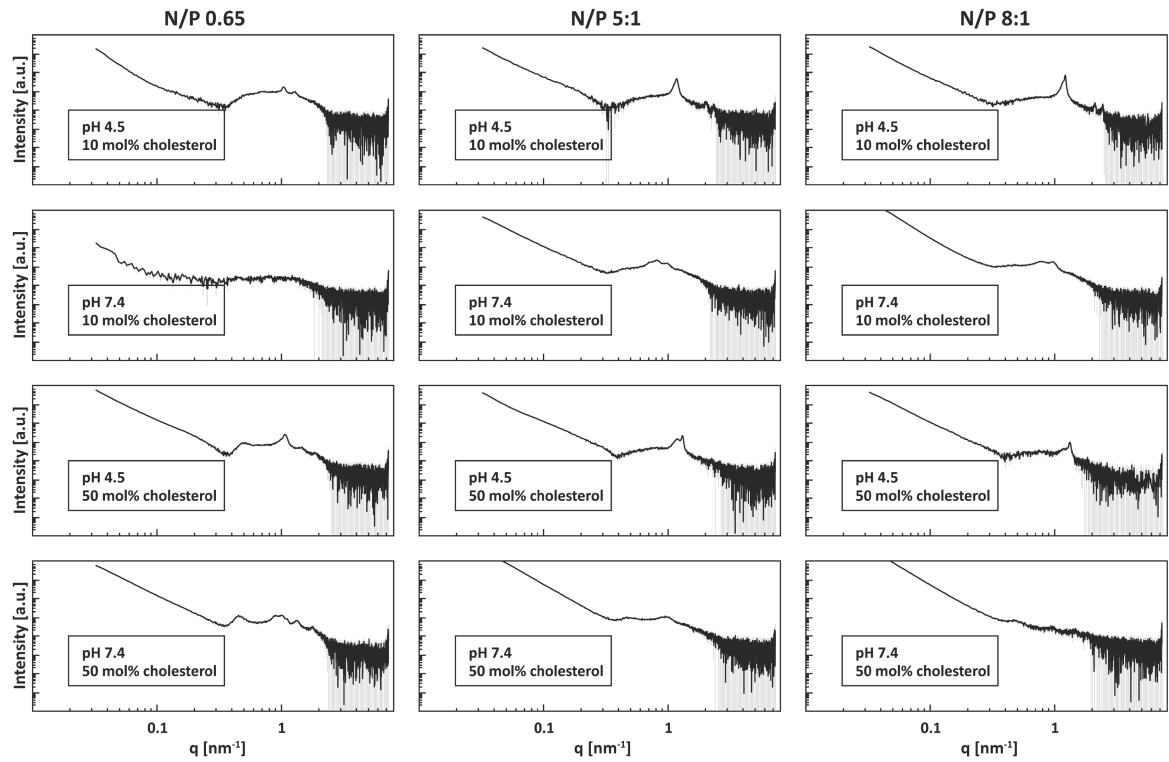 N/P 0.65
N/P 5:1
N/P 8:1
Intensity [a.u.]
pH 4.5
10 mol% cholesterol
pH 4.5
10 mol% cholesterol
pH 4.5
10 mol% cholesterol
Intensity [a.u.]
pH 7.4
10 mol% cholesterol
pH 7.4
10 mol% cholesterol
pH 7.4
10 mol% cholesterol
Intensity [a.u.]
pH 4.5
50 mol% cholesterol
pH 4.5
50 mol% cholesterol
pH 4.5
50 mol% cholesterol
Intensity [a.u.]
pH 7.4
50 mol% cholesterol
pH 7.4
50 mol% cholesterol
pH 7.4
50 mol% cholesterol
0.1 1
0.1 1
0.1 1
q [nm⁻¹]
q [nm⁻¹]
q [nm⁻¹]